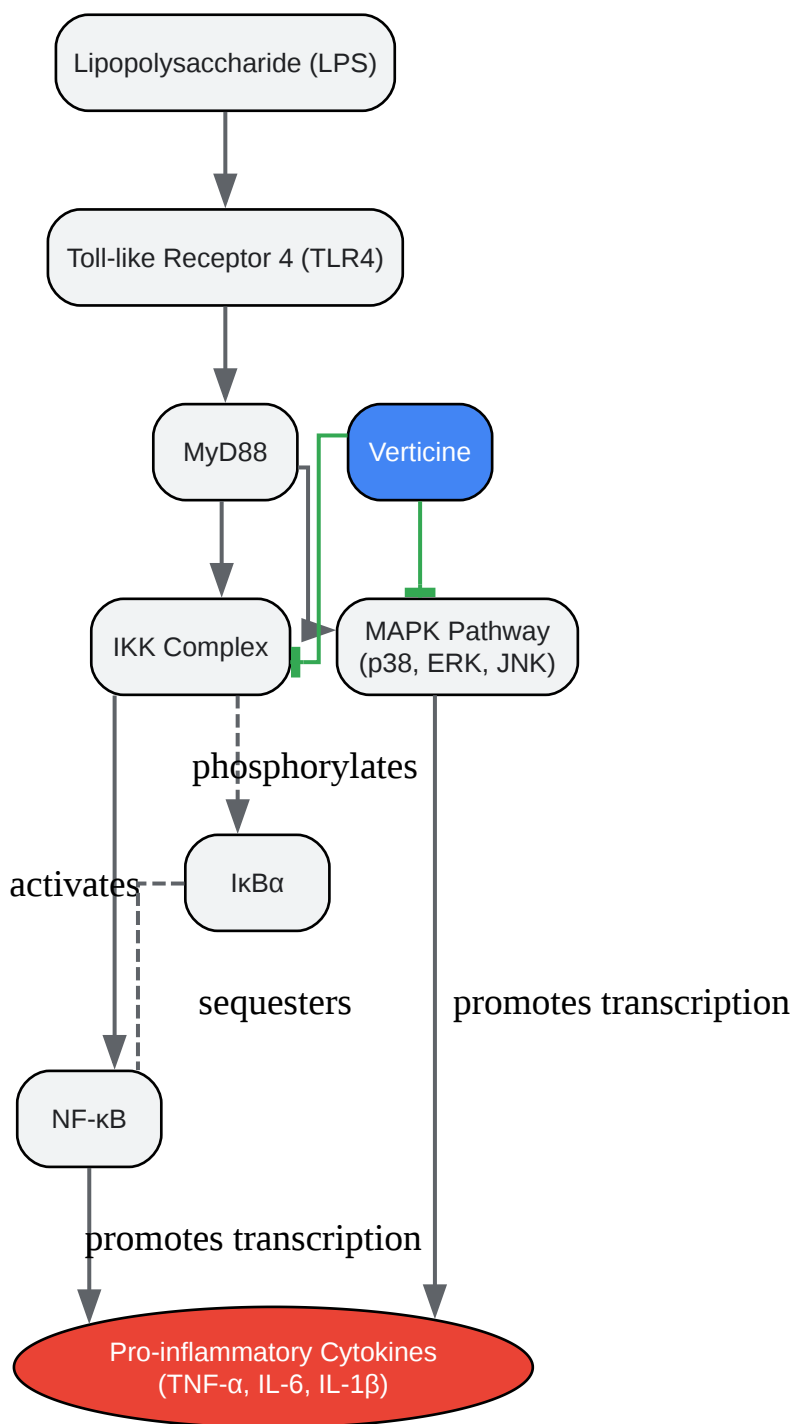 Lipopolysaccharide (LPS)
Toll-like Receptor 4 (TLR4)
MyD88
Verticine
IKK Complex
MAPK Pathway
(p38, ERK, JNK)
phosphorylates
activates
IκBα
sequesters
promotes transcription
NF-κB
promotes transcription
Pro-inflammatory Cytokines
(TNF-α, IL-6, IL-1β)